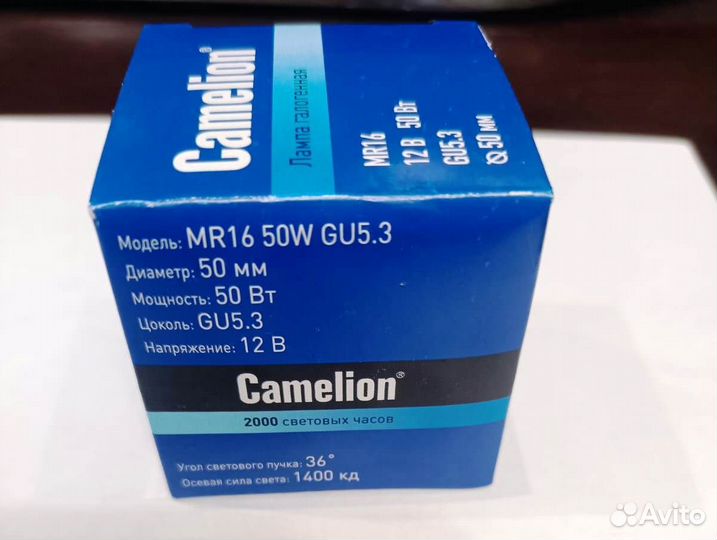 Camelion®
Лампа галогенная
MR16
12 В 50 Вт
GU5.3
⌀ 50 мм
Модель: MR16 50W GU5.3
Диаметр: 50 мм
Мощность: 50 Вт
Цоколь: GU5.3
Напряжение: 12 В
Camelion®
2000 световых часов
Угол светового пучка: 36°
Осевая сила света: 1400 кд
Avito